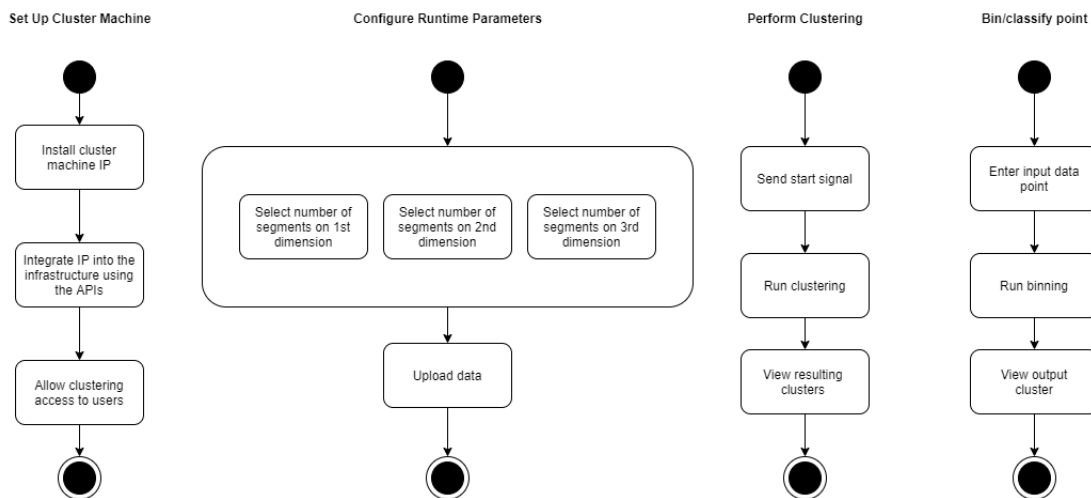 Set Up Cluster Machine
Configure Runtime Parameters
Perform Clustering
Bin/classify point
Install cluster
machine IP
Integrate IP into the
infrastructure using
the APIs
Allow clustering
access to users
Select number of
segments on 1st
dimension
Select number of
segments on 2nd
dimension
Select number of
segments on 3rd
dimension
Upload data
Send start signal
Run clustering
View resulting
clusters
Enter input data
point
Run binning
View output
cluster